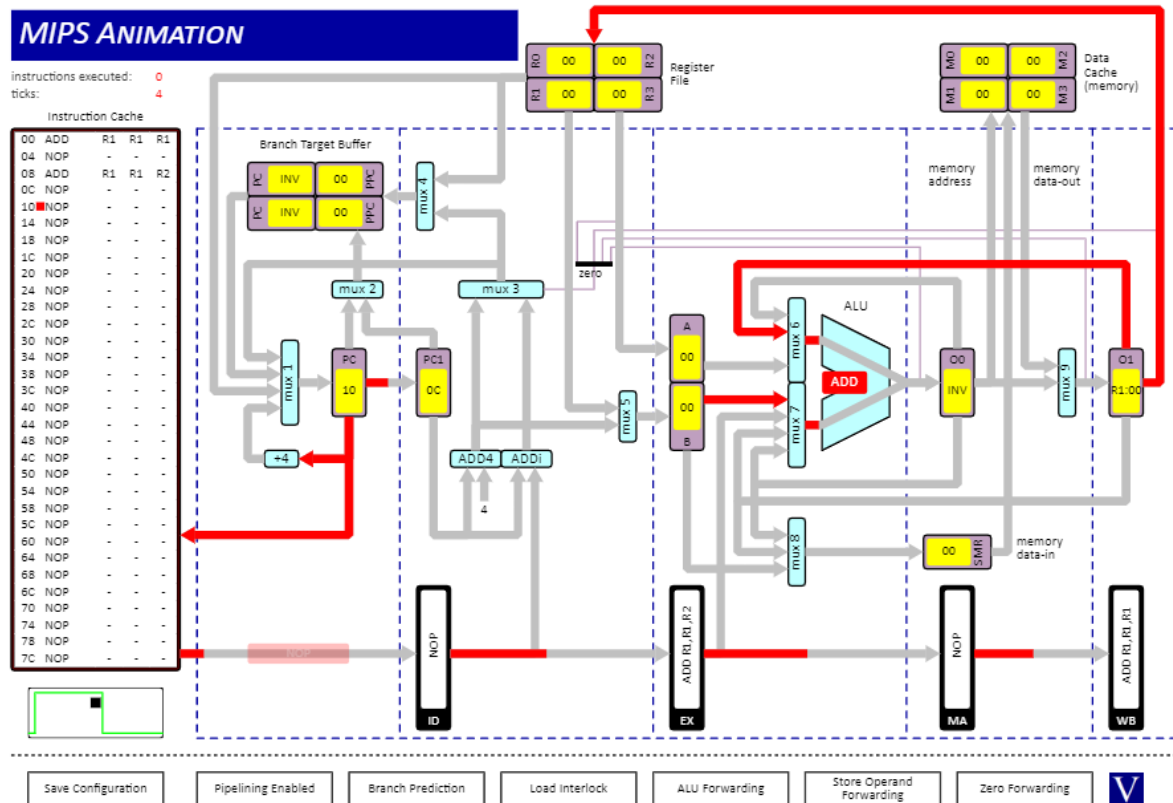 MIPS ANIMATION
instructions executed: 0
ticks: 4
Instruction Cache
00 ADD R1 R1 R1
04 NOP - - -
08 ADD R1 R1 R2
0C NOP - - -
10 NOP - - -
14 NOP - - -
18 NOP - - -
1C NOP - - -
20 NOP - - -
24 NOP - - -
28 NOP - - -
2C NOP - - -
30 NOP - - -
34 NOP - - -
38 NOP - - -
3C NOP - - -
40 NOP - - -
44 NOP - - -
48 NOP - - -
4C NOP - - -
50 NOP - - -
54 NOP - - -
58 NOP - - -
5C NOP - - -
60 NOP - - -
64 NOP - - -
68 NOP - - -
6C NOP - - -
70 NOP - - -
74 NOP - - -
78 NOP - - -
7C NOP - - -
R0 00 00 R2
R1 00 00 R3
Register
File
M0 00 00 M2
M1 00 00 M3
Data
Cache
(memory)
Branch Target Buffer
PC INV 00 PPC
PC INV 00 PPC
mux 4
memory
address
memory
data-out
zero
mux 2
mux 3
mux 1
PC
10
PC1
0C
+4
ADD4
ADDi
4
mux 5
A
00
00
B
mux 6
mux 7
ALU
ADD
O0
INV
mux 9
O1
R1:00
mux 8
00 SMR
memory
data-in
NOP
NOP
ID
ADD R1,R1,R2
EX
NOP
MA
ADD R1,R1,R1
WB
Save Configuration
Pipelining Enabled
Branch Prediction
Load Interlock
ALU Forwarding
Store Operand
Forwarding
Zero Forwarding
V